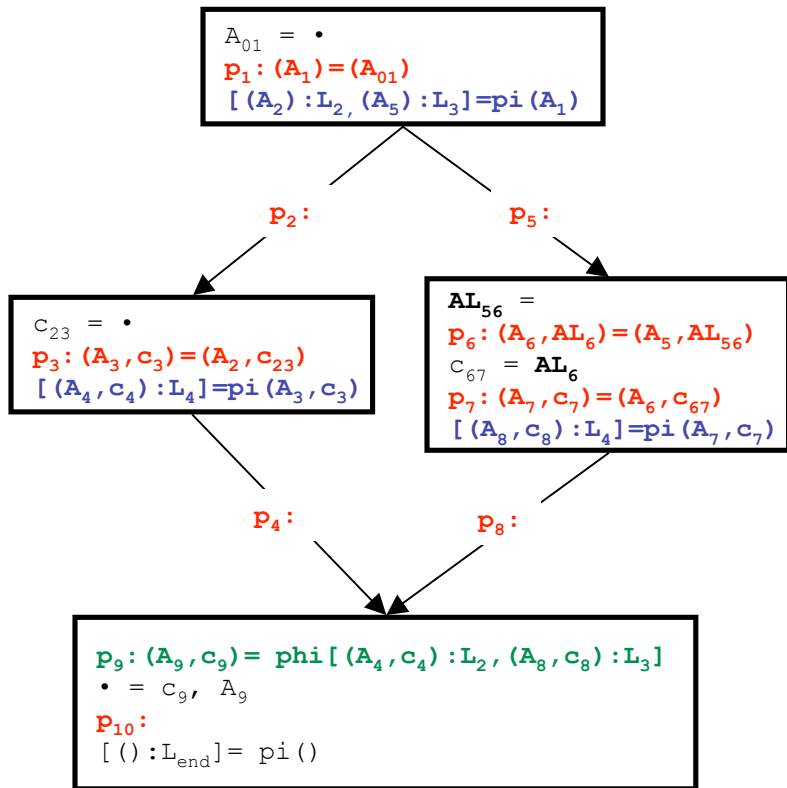 A₀₁ = •
p₁:(A₁)=(A₀₁)
[(A₂):L₂,(A₅):L₃]=pi(A₁)
p₂:
p₅:
c₂₃ = •
p₃:(A₃,c₃)=(A₂,c₂₃)
[(A₄,c₄):L₄]=pi(A₃,c₃)
AL₅₆ =
p₆:(A₆,AL₆)=(A₅,AL₅₆)
c₆₇ = AL₆
p₇:(A₇,c₇)=(A₆,c₆₇)
[(A₈,c₈):L₄]=pi(A₇,c₇)
p₄:
p₈:
p₉:(A₉,c₉)= phi[(A₄,c₄):L₂,(A₈,c₈):L₃]
• = c₉, A₉
p₁₀:
[():L_end]= pi()